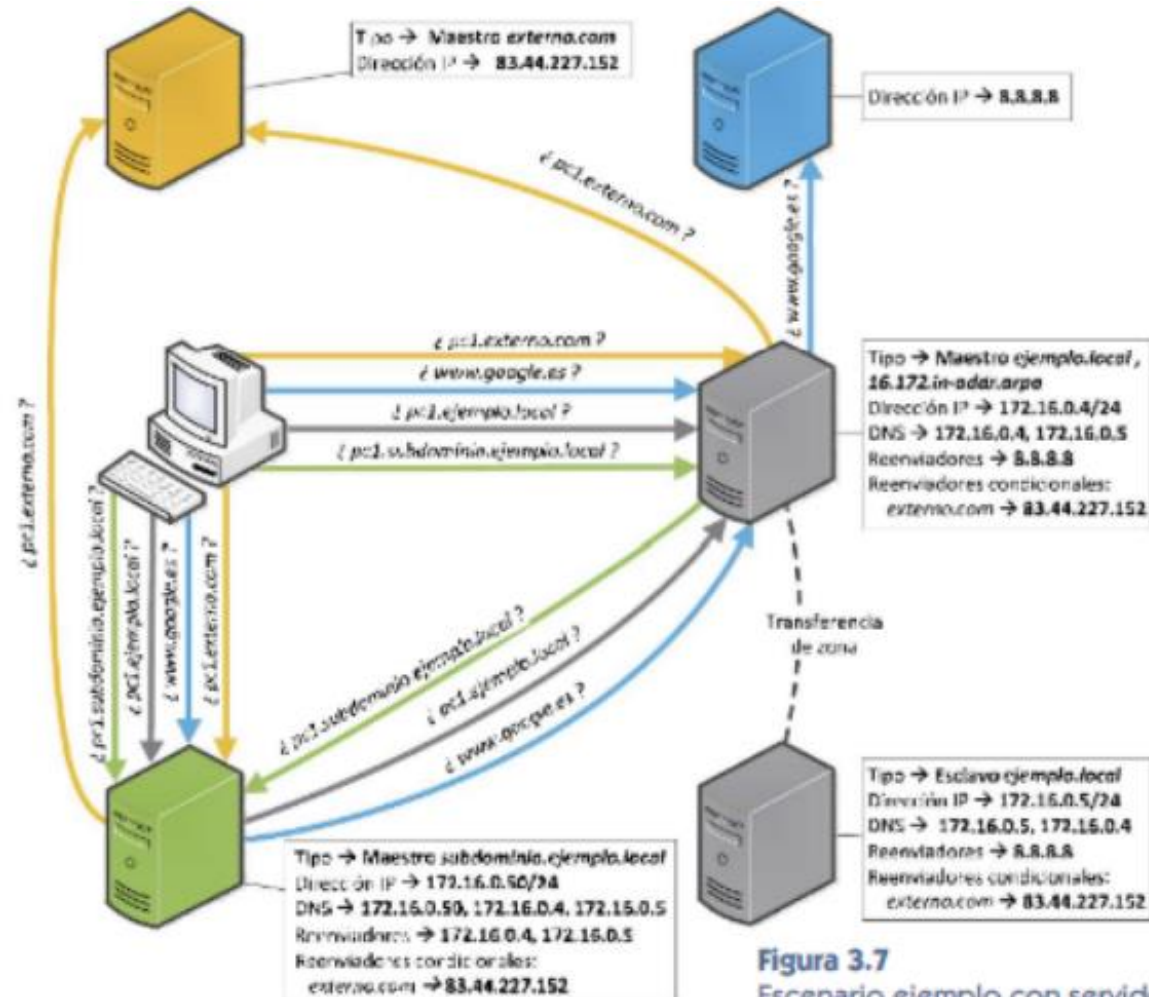 Tipo → Maestro externo.com
Dirección IP → 83.44.227.152
Dirección IP → 8.8.8.8
¿ pc1.externo.com ?
¿ www.google.es ?
¿ pc1.externo.com ?
¿ www.google.es ?
¿ pc1.ejemplo.local ?
¿ pc1.subdominio.ejemplo.local ?
Tipo → Maestro ejemplo.local ,
16.172.in-addr.arpa
Dirección IP → 172.16.0.4/24
DNS → 172.16.0.4, 172.16.0.5
Reenviadores → 8.8.8.8
Reenviadores condicionales:
externo.com → 83.44.227.152
¿ pc1.externo.com ?
¿ pc1.subdominio.ejemplo.local ?
¿ pc1.ejemplo.local ?
¿ www.google.es ?
¿ pc1.externo.com ?
¿ pc1.subdominio.ejemplo.local ?
¿ pc1.ejemplo.local ?
¿ www.google.es ?
Transferencia
de zona
Tipo → Esclavo ejemplo.local
Dirección IP → 172.16.0.5/24
DNS → 172.16.0.5, 172.16.0.4
Reenviadores → 8.8.8.8
Reenviadores condicionales:
externo.com → 83.44.227.152
Tipo → Maestro subdominio.ejemplo.local
Dirección IP → 172.16.0.50/24
DNS → 172.16.0.50, 172.16.0.4, 172.16.0.5
Reenviadores → 172.16.0.4, 172.16.0.5
Reenviadores condicionales:
externo.com → 83.44.227.152
Figura 3.7
Escenario ejemplo con servid